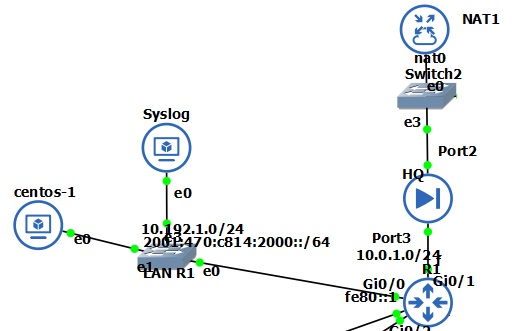 NAT1
nat0
Switch2
e0
e3
Port2
Syslog
HQ
e0
centos-1
10.192.1.0/24
Port3
e0
2001:470:c814:2000::/64
10.0.1.0/24
e1
LAN R1
e0
R1
Gi0/0
Gi0/1
fe80::1
Gi0/2